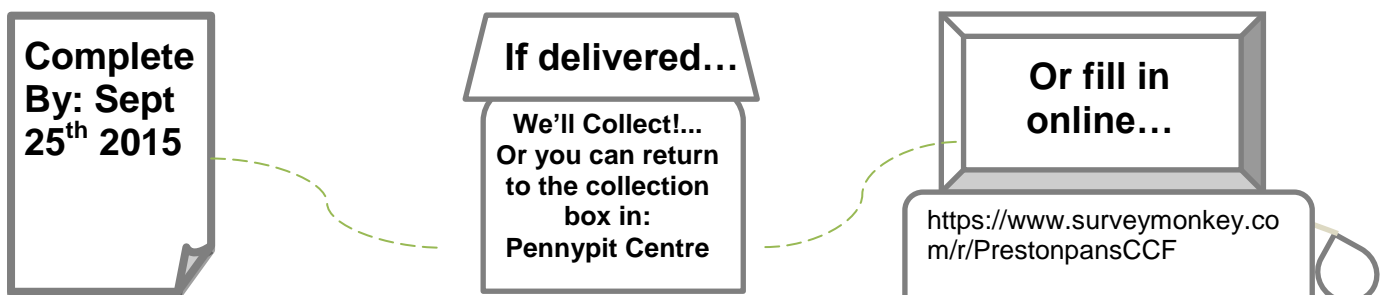 Complete
By: Sept
25th 2015
If delivered…
We'll Collect!...
Or you can return
to the collection
box in:
Pennypit Centre
Or fill in
online…
https://www.surveymonkey.co
m/r/PrestonpansCCF